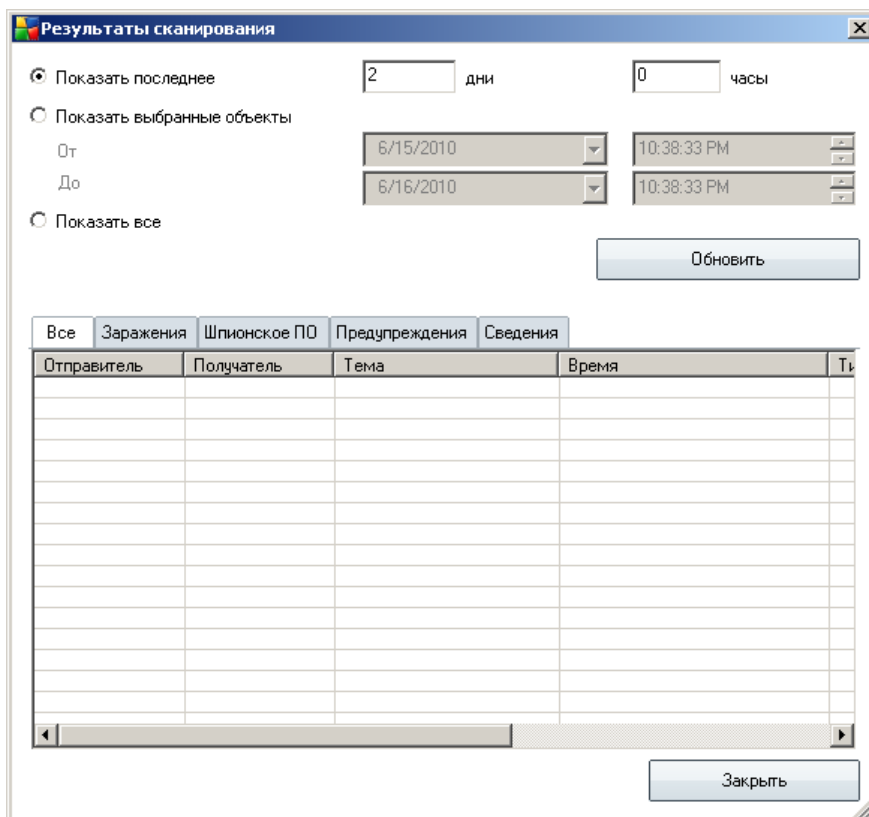 Результаты сканирования
Показать последнее 2 дни 0 часы
Показать выбранные объекты
От 6/15/2010 10:38:33 PM
До 6/16/2010 10:38:33 PM
Показать все
Обновить
Все Заражения Шпионское ПО Предупреждения Сведения
Отправитель Получатель Тема Время
Закрыть